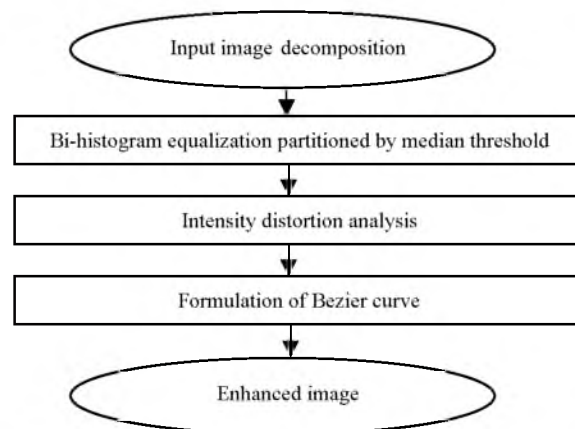 Input image decomposition
Bi-histogram equalization partitioned by median threshold
Intensity distortion analysis
Formulation of Bezier curve
Enhanced image